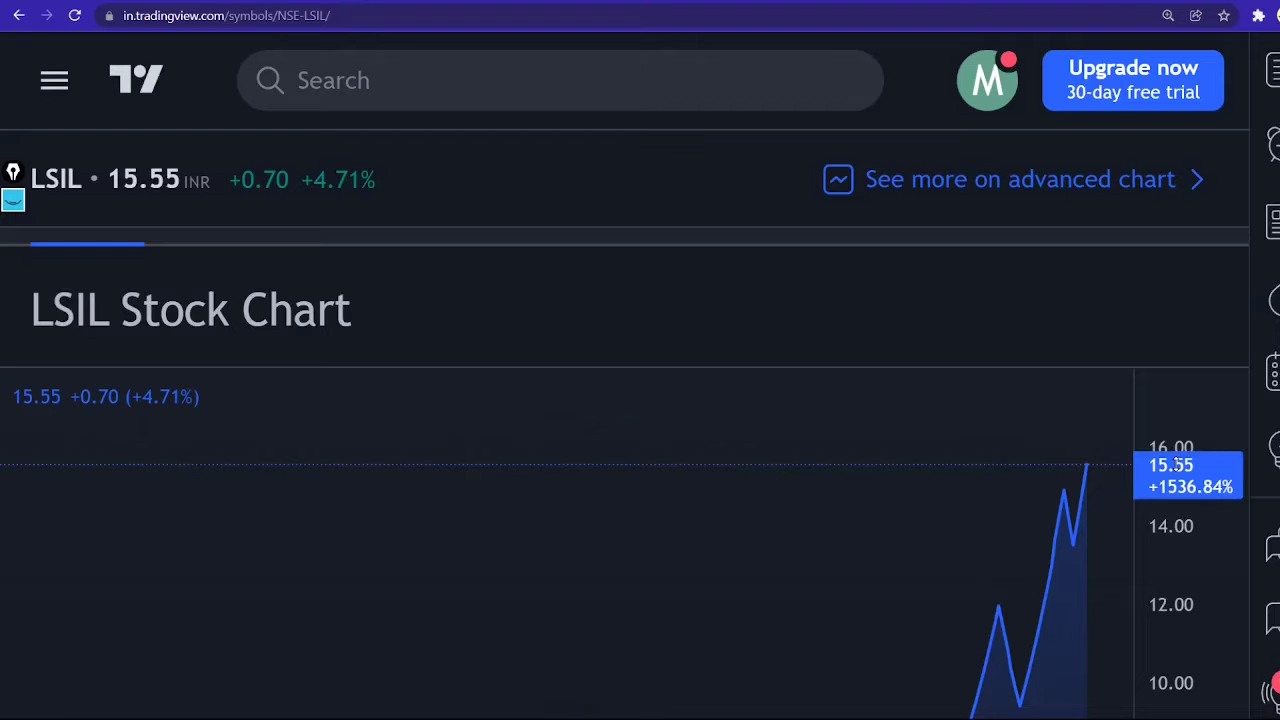 in.tradingview.com/symbols/NSE-LSIL/
Search
M
Upgrade now
30-day free trial
LSIL • 15.55 INR +0.70 +4.71%
See more on advanced chart
LSIL Stock Chart
15.55 +0.70 (+4.71%)
16.00
15.55
+1536.84%
14.00
12.00
10.00